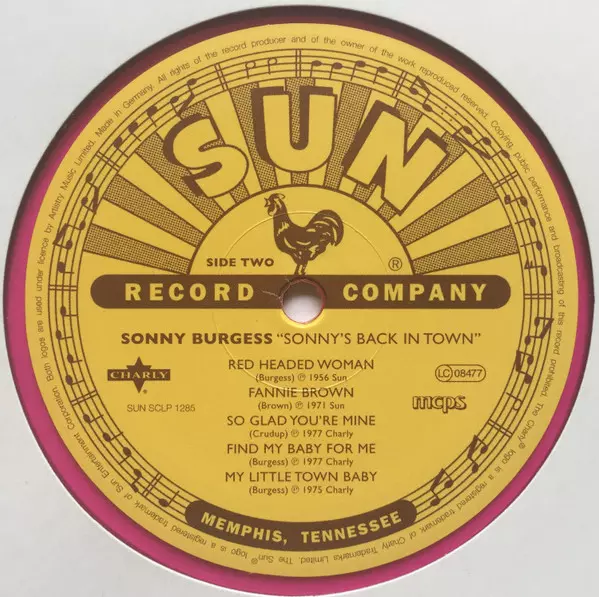 SUN
SIDE TWO
®
RECORD COMPANY
SONNY BURGESS "SONNY'S BACK IN TOWN"
RED HEADED WOMAN
(Burgess) ℗ 1956 Sun
FANNIE BROWN
(Brown) ℗ 1971 Sun
SO GLAD YOU'RE MINE
(Crudup) ℗ 1977 Charly
FIND MY BABY FOR ME
(Burgess) ℗ 1977 Charly
MY LITTLE TOWN BABY
(Burgess) ℗ 1975 Charly
CHARLY
SUN SCLP 1285
LC 08477
mcps
MEMPHIS, TENNESSEE
The Sun® logo is a registered trademark of Sun Entertainment Corporation. Both logos are used under licence by Artistry Music Limited. Made in Germany. All rights of the record producer and of the owner of the work reproduced reserved. Copying, public performance and broadcasting of this record prohibited. The Charly® logo is a registered trademark of Charly Trademarks Limited.